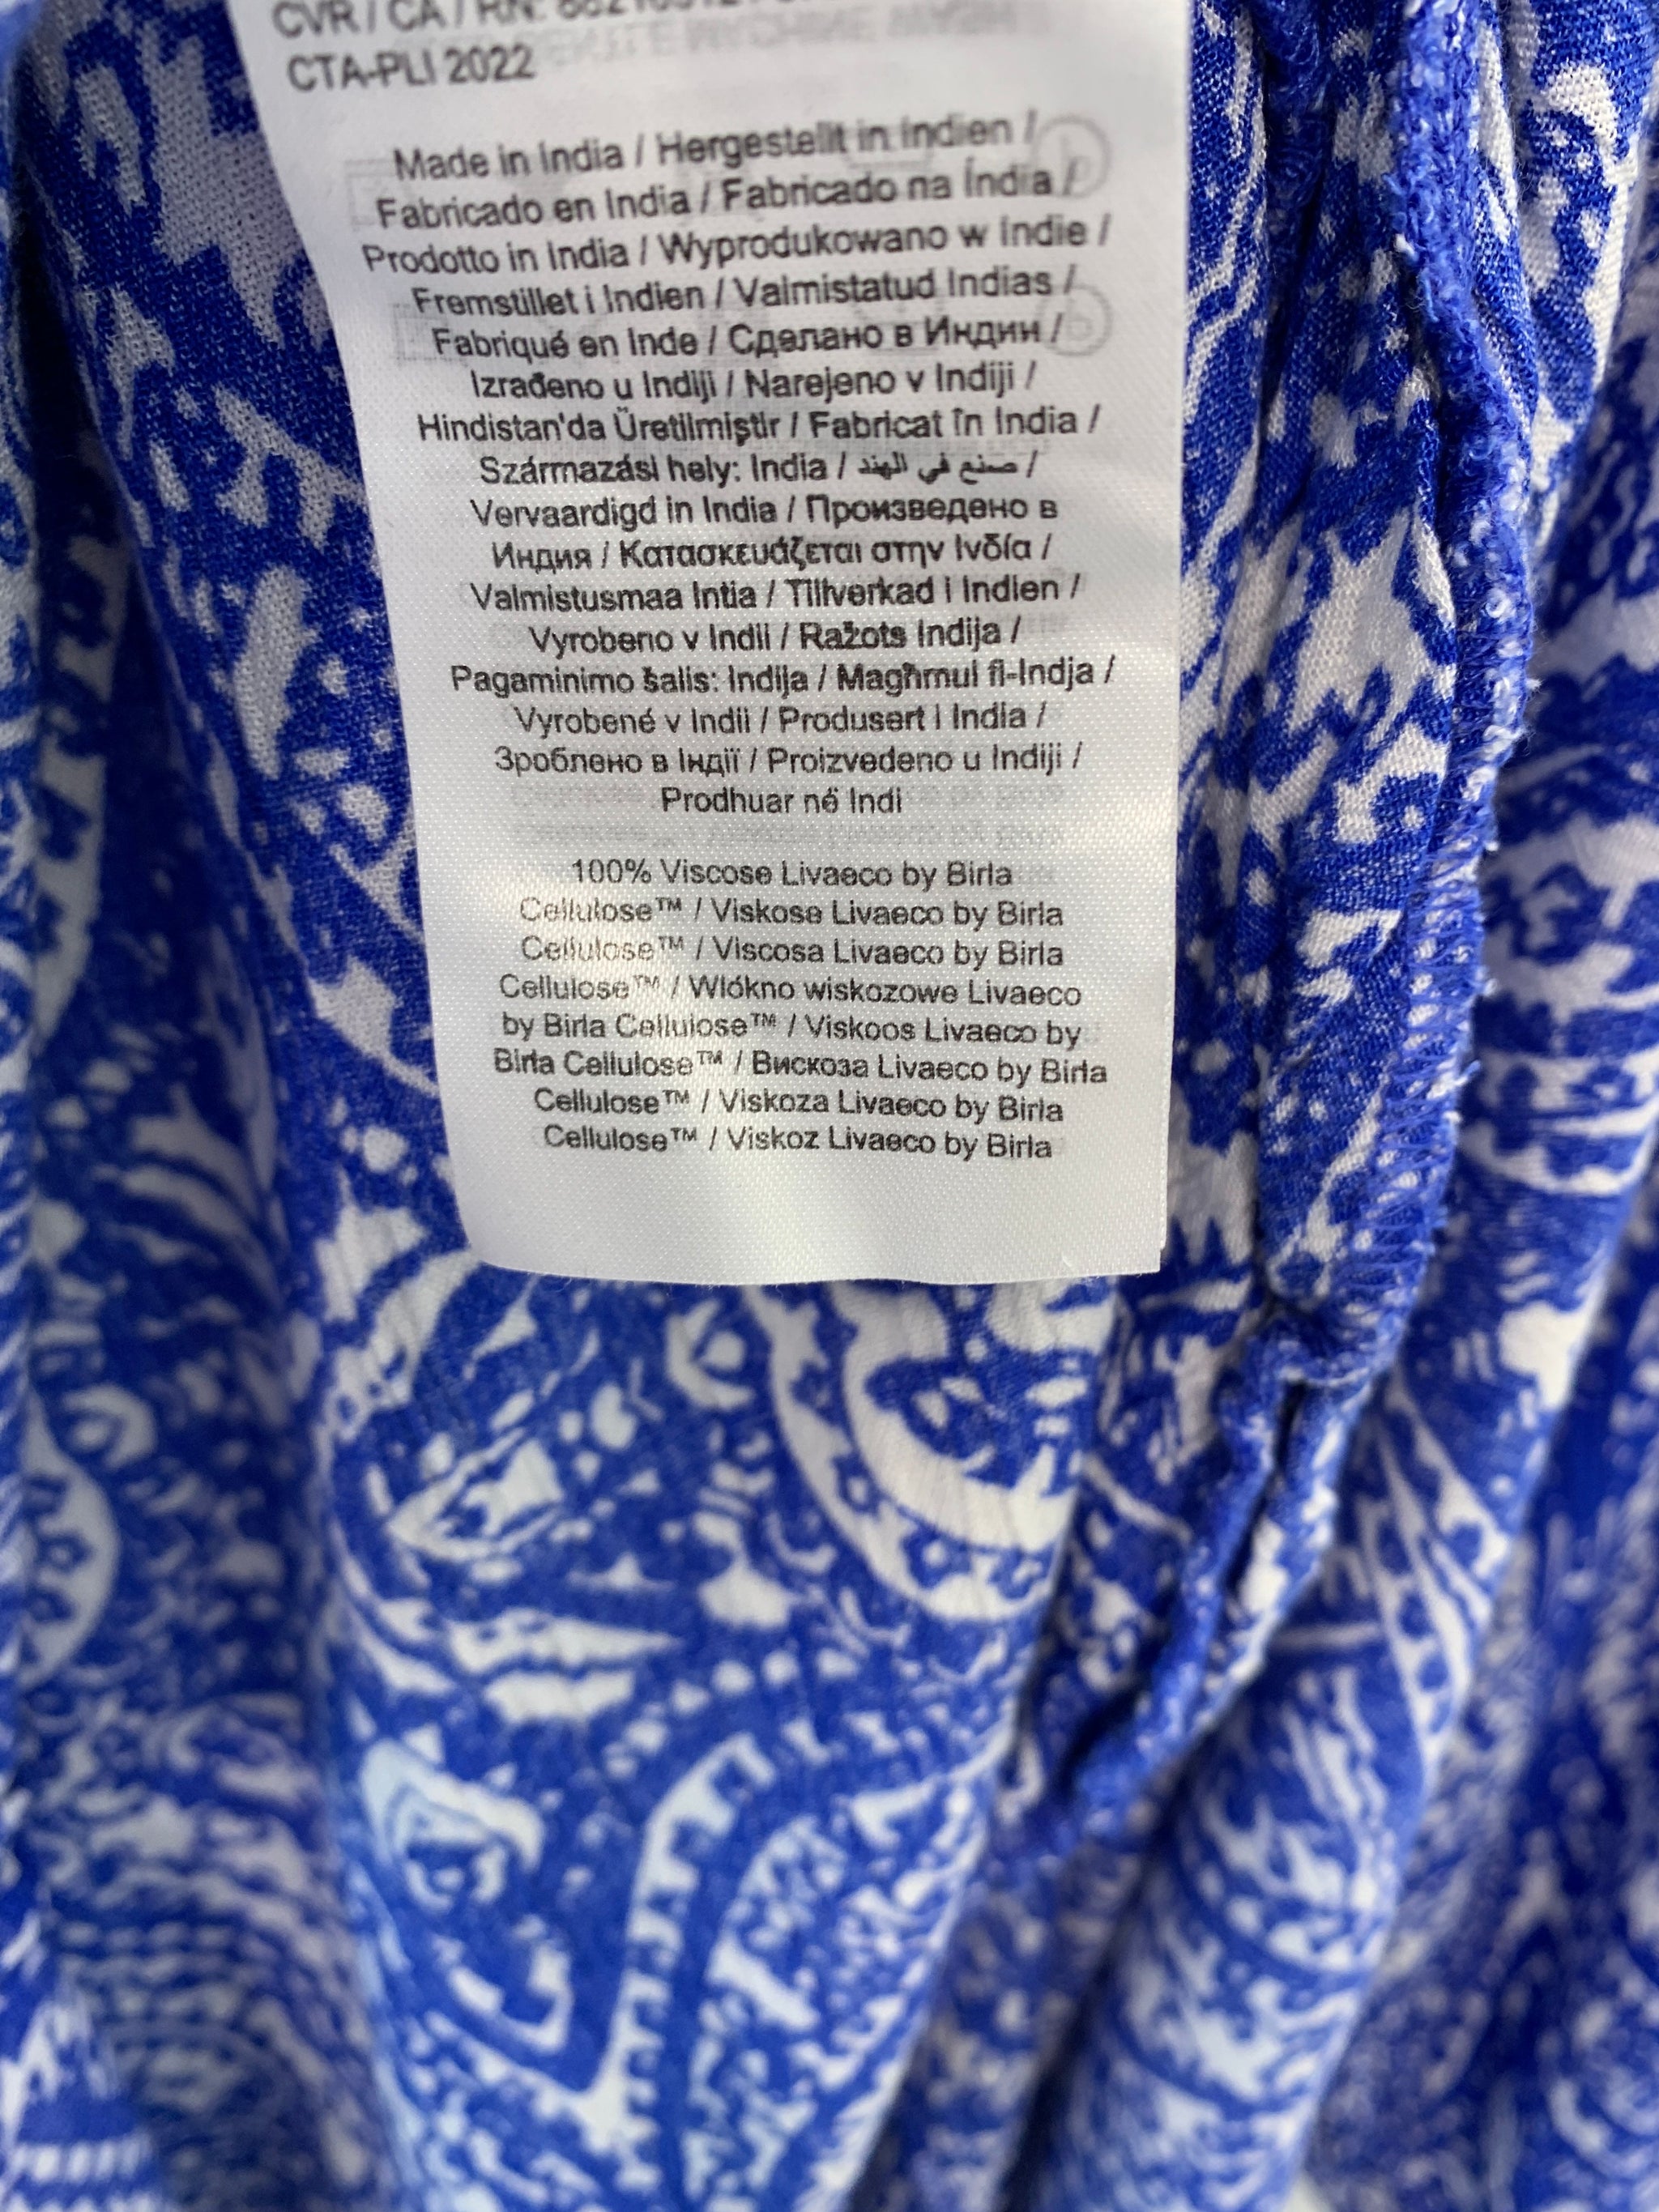 CVR / CA / RN:
CTA-PLI 2022
Made in India / Hergestellt in Indien /
Fabricado en India / Fabricado na Índia /
Prodotto in India / Wyprodukowano w Indie /
Fremstillet i Indien / Valmistatud Indias /
Fabriqué en Inde / Сделано в Индии /
Izrađeno u Indiji / Narejeno v Indiji /
Hindistan'da Üretilmiştir / Fabricat în India /
Származási hely: India / صنع في الهند /
Vervaardigd in India / Произведено в
Индия / Κατασκευάζεται στην Ινδία /
Valmistusmaa Intia / Tillverkad i Indien /
Vyrobeno v Indii / Ražots Indija /
Pagaminimo šalis: Indija / Magħmul fl-Indja /
Vyrobené v Indii / Produsert i India /
Зроблено в Індії / Proizvedeno u Indiji /
Prodhuar në Indi
100% Viscose Livaeco by Birla
Cellulose™ / Viskose Livaeco by Birla
Cellulose™ / Viscosa Livaeco by Birla
Cellulose™ / Wlókno wiskozowe Livaeco
by Birla Cellulose™ / Viskoos Livaeco by
Birla Cellulose™ / Вискоза Livaeco by Birla
Cellulose™ / Viskoza Livaeco by Birla
Cellulose™ / Viskoz Livaeco by Birla